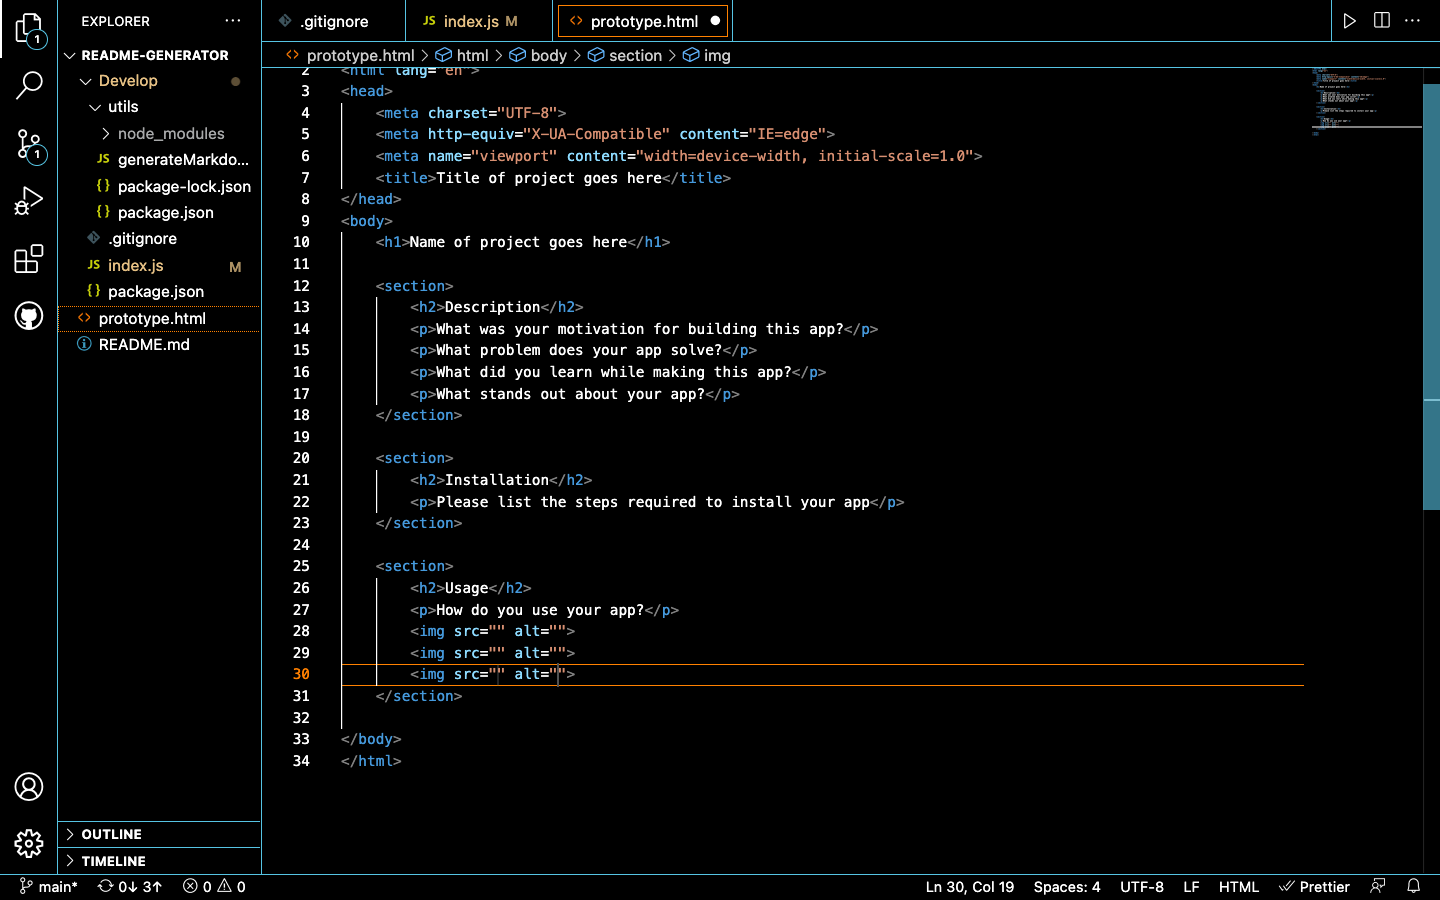 EXPLORER
.gitignore
JS index.js M
<> prototype.html
1
README-GENERATOR
<> prototype.html > html > body > section > img
Develop
utils
node_modules
JS generateMarkdo...
{} package-lock.json
{} package.json
.gitignore
JS index.js M
{} package.json
<> prototype.html
README.md
1
2 <html lang="en">
3 <head>
4 <meta charset="UTF-8">
5 <meta http-equiv="X-UA-Compatible" content="IE=edge">
6 <meta name="viewport" content="width=device-width, initial-scale=1.0">
7 <title>Title of project goes here</title>
8 </head>
9 <body>
10 <h1>Name of project goes here</h1>
11
12 <section>
13 <h2>Description</h2>
14 <p>What was your motivation for building this app?</p>
15 <p>What problem does your app solve?</p>
16 <p>What did you learn while making this app?</p>
17 <p>What stands out about your app?</p>
18 </section>
19
20 <section>
21 <h2>Installation</h2>
22 <p>Please list the steps required to install your app</p>
23 </section>
24
25 <section>
26 <h2>Usage</h2>
27 <p>How do you use your app?</p>
28 <img src="" alt="">
29 <img src="" alt="">
30 <img src="" alt="">
31 </section>
32
33 </body>
34 </html>
OUTLINE
TIMELINE
main* 0↓ 3↑ 0 0 Ln 30, Col 19 Spaces: 4 UTF-8 LF HTML Prettier